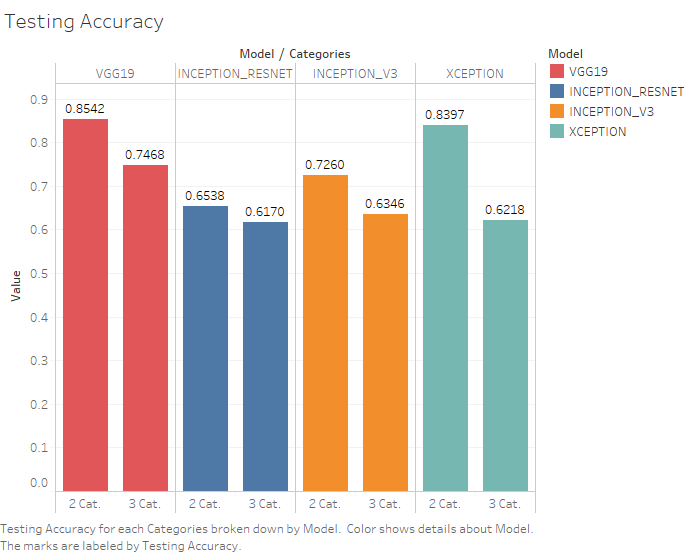 Testing Accuracy
Model / Categories
VGG19 INCEPTION_RESNET INCEPTION_V3 XCEPTION
Model
VGG19
INCEPTION_RESNET
INCEPTION_V3
XCEPTION
Value
0.9
0.8
0.7
0.6
0.5
0.4
0.3
0.2
0.1
0.0
0.8542
0.7468
0.6538
0.6170
0.7260
0.6346
0.8397
0.6218
2 Cat. 3 Cat. 2 Cat. 3 Cat. 2 Cat. 3 Cat. 2 Cat. 3 Cat.
Testing Accuracy for each Categories broken down by Model. Color shows details about Model.
The marks are labeled by Testing Accuracy.